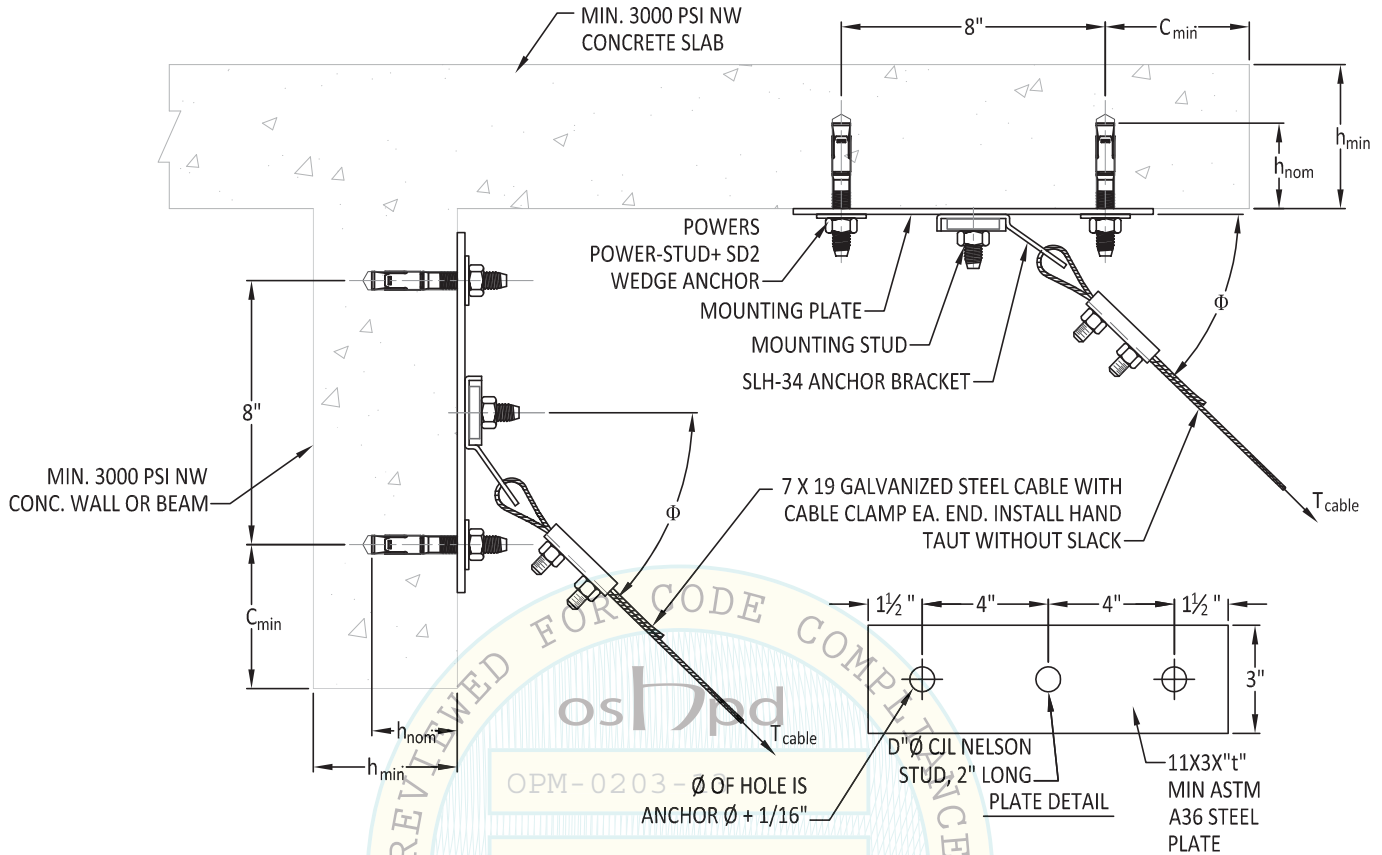 MIN. 3000 PSI NW
CONCRETE SLAB
8"
Cmin
hmin
hnom
POWERS
POWER-STUD+ SD2
WEDGE ANCHOR
MOUNTING PLATE
MOUNTING STUD
SLH-34 ANCHOR BRACKET
Φ
Tcable
8"
MIN. 3000 PSI NW
CONC. WALL OR BEAM
Φ
7 X 19 GALVANIZED STEEL CABLE WITH
CABLE CLAMP EA. END. INSTALL HAND
TAUT WITHOUT SLACK
Cmin
hnom
hmin
Tcable
1½" 4" 4" 1½"
3"
D"Ø CJL NELSON
STUD, 2" LONG
PLATE DETAIL
Ø OF HOLE IS
ANCHOR Ø + 1/16"
11X3X"t"
MIN ASTM
A36 STEEL
PLATE
REVIEWED FOR CODE COMPLIANCE
oshpd
OPM-0203-